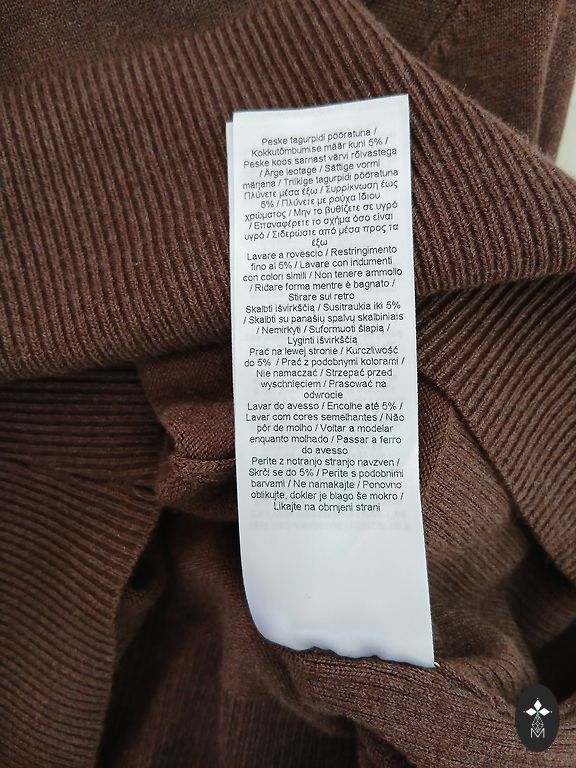 Peske tagurpidi pööratuna /
Kokkutõmbumise määr kuni 5% /
Peske koos sarnast värvi rõivastega
/ Ärge leotage / Sättige vormi
märjana / Triikige tagurpidi pööratuna
Πλύνετε μέσα έξω / Συρρίκνωση έως
5% / Πλύνετε με ρούχα ίδιου
χρώματος / Μην το βυθίζετε σε υγρό
/ Επαναφέρετε το σχήμα όσο είναι
υγρό / Σιδερώστε από μέσα προς τα
έξω
Lavare a rovescio / Restringimento
fino al 5% / Lavare con indumenti
con colori simili / Non tenere ammollo
/ Ridare forma mentre è bagnato /
Stirare sul retro
Skalbti išvirkščią / Susitraukia iki 5%
/ Skalbti su panašių spalvų skalbiniais
/ Nemirkyti / Suformuoti šlapią /
Lyginti išvirkščią
Prać na lewej stronie / Kurczliwość
do 5% / Prać z podobnymi kolorami /
Nie namaczać / Strzepać przed
wyschnięciem / Prasować na
odwrocie
Lavar do avesso / Encolhe até 5% /
Lavar com cores semelhantes / Não
pôr de molho / Voltar a modelar
enquanto molhado / Passar a ferro
do avesso
Perite z notranjo stranjo navzven /
Skrči se do 5% / Perite s podobnimi
barvami / Ne namakajte / Ponovno
oblikujte, dokler je blago še mokro /
Likajte na obrnjeni strani
M